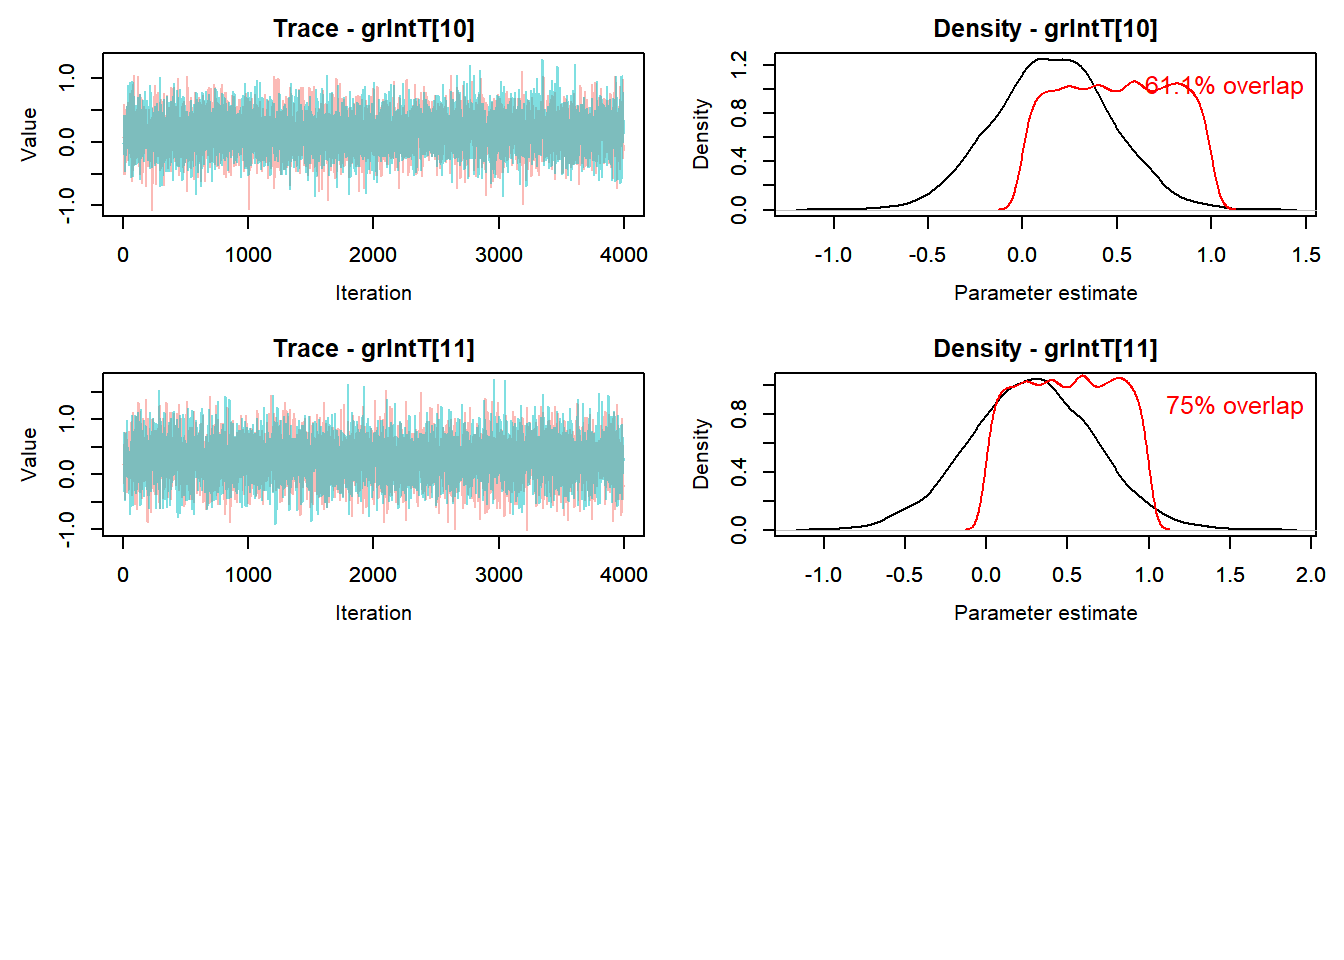 Trace - grIntT[10]
Value
-1.0 0.0 1.0
0 1000 2000 3000 4000
Iteration
Density - grIntT[10]
61.1% overlap
Density
0.0 0.4 0.8 1.2
-1.0 -0.5 0.0 0.5 1.0 1.5
Parameter estimate
Trace - grIntT[11]
Value
-1.0 0.0 1.0
0 1000 2000 3000 4000
Iteration
Density - grIntT[11]
75% overlap
Density
0.0 0.4 0.8
-1.0 -0.5 0.0 0.5 1.0 1.5 2.0
Parameter estimate